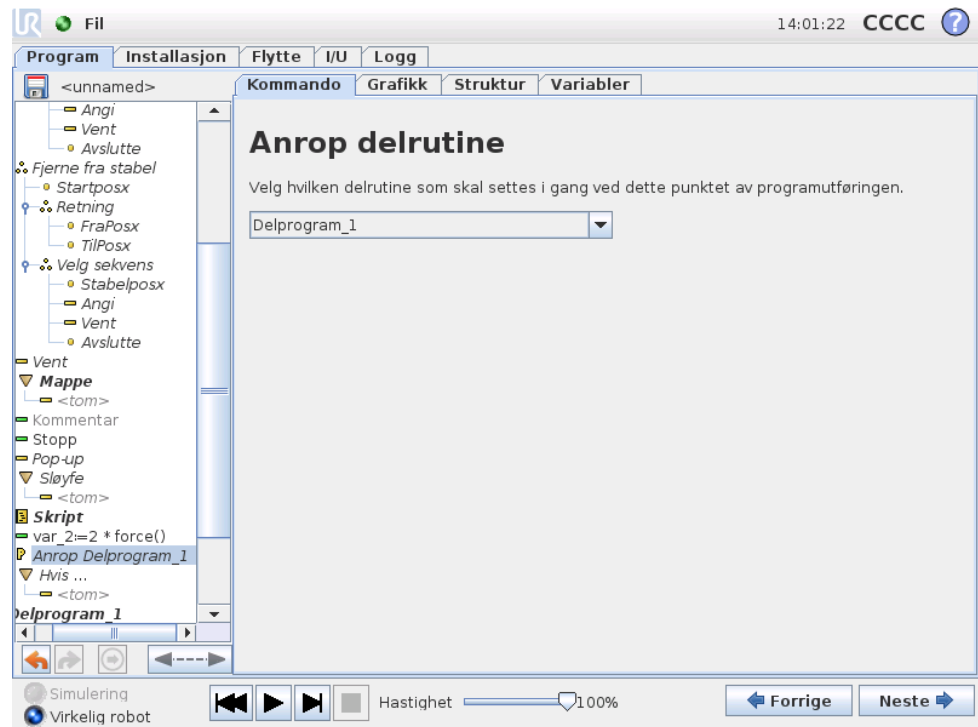 UR Fil 14:01:22 CCCC ?
Program Installasjon Flytte I/U Logg
<unnamed>
Kommando Grafikk Struktur Variabler
Angi
Vent
Avslutte
Fjerne fra stabel
Startposx
Retning
FraPosx
TilPosx
Velg sekvens
Stabelposx
Angi
Vent
Avslutte
Vent
Mappe
<tom>
Kommentar
Stopp
Pop-up
Sløyfe
<tom>
Skript
var_2:=2 * force()
P Anrop Delprogram_1
Hvis ...
<tom>
Delprogram_1
Anrop delrutine
Velg hvilken delrutine som skal settes i gang ved dette punktet av programutføringen.
Delprogram_1
Simulering
Virkelig robot
Hastighet 100%
Forrige Neste